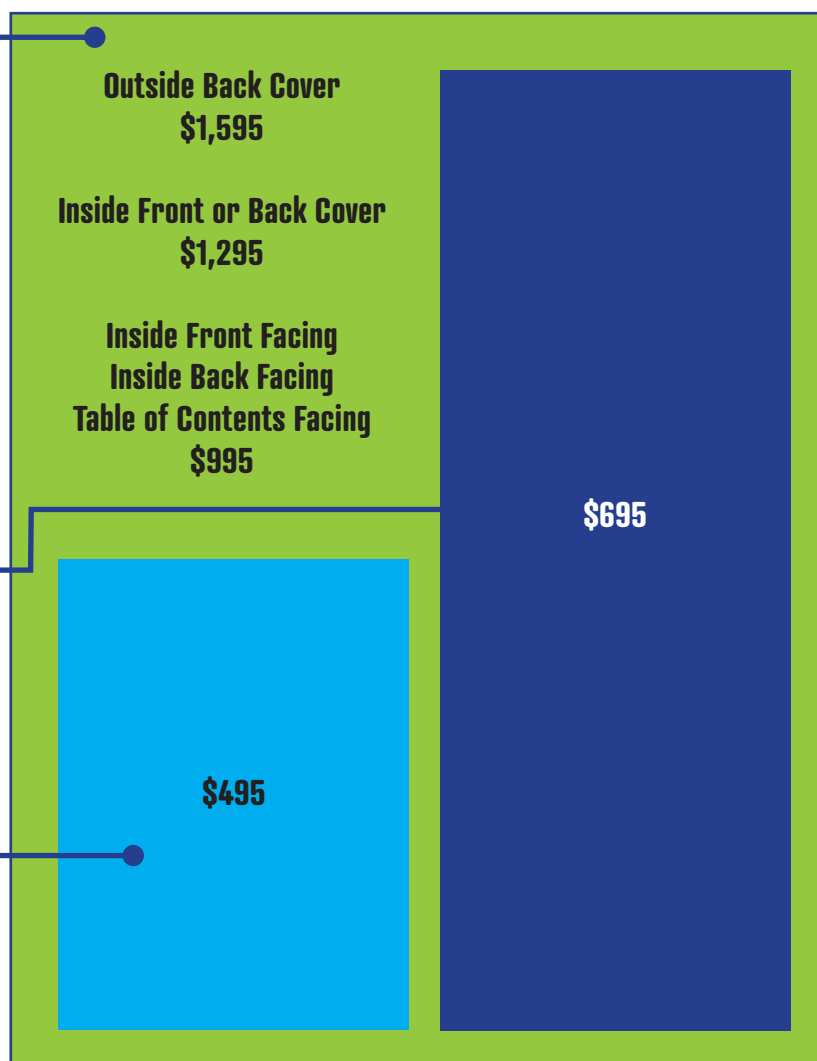 Outside Back Cover
$1,595
Inside Front or Back Cover
$1,295
Inside Front Facing
Inside Back Facing
Table of Contents Facing
$995
$695
$495